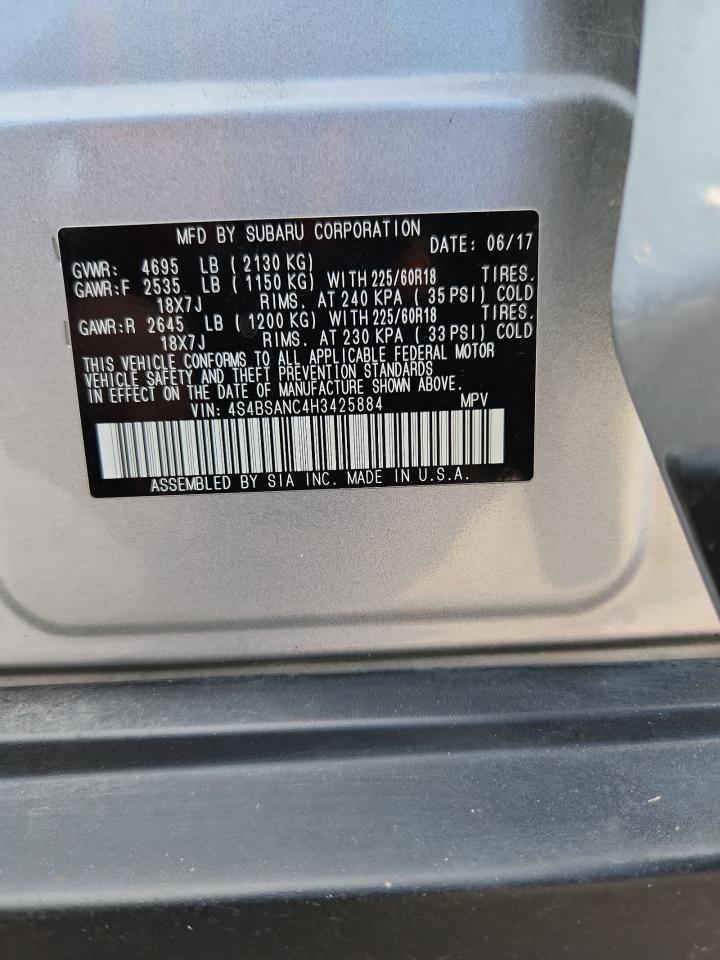 MFD BY SUBARU CORPORATION DATE: 06/17
GVWR: 4695 LB ( 2130 KG)
GAWR:F 2535 LB ( 1150 KG) WITH 225/60R18 TIRES.
18X7J RIMS. AT 240 KPA ( 35 PSI) COLD
GAWR:R 2645 LB ( 1200 KG) WITH 225/60R18 TIRES.
18X7J RIMS. AT 230 KPA ( 33 PSI) COLD
THIS VEHICLE CONFORMS TO ALL APPLICABLE FEDERAL MOTOR
VEHICLE SAFETY AND THEFT PREVENTION STANDARDS
IN EFFECT ON THE DATE OF MANUFACTURE SHOWN ABOVE.
VIN: 4S4BSANC4H3425884 MPV
ASSEMBLED BY SIA INC. MADE IN U.S.A.